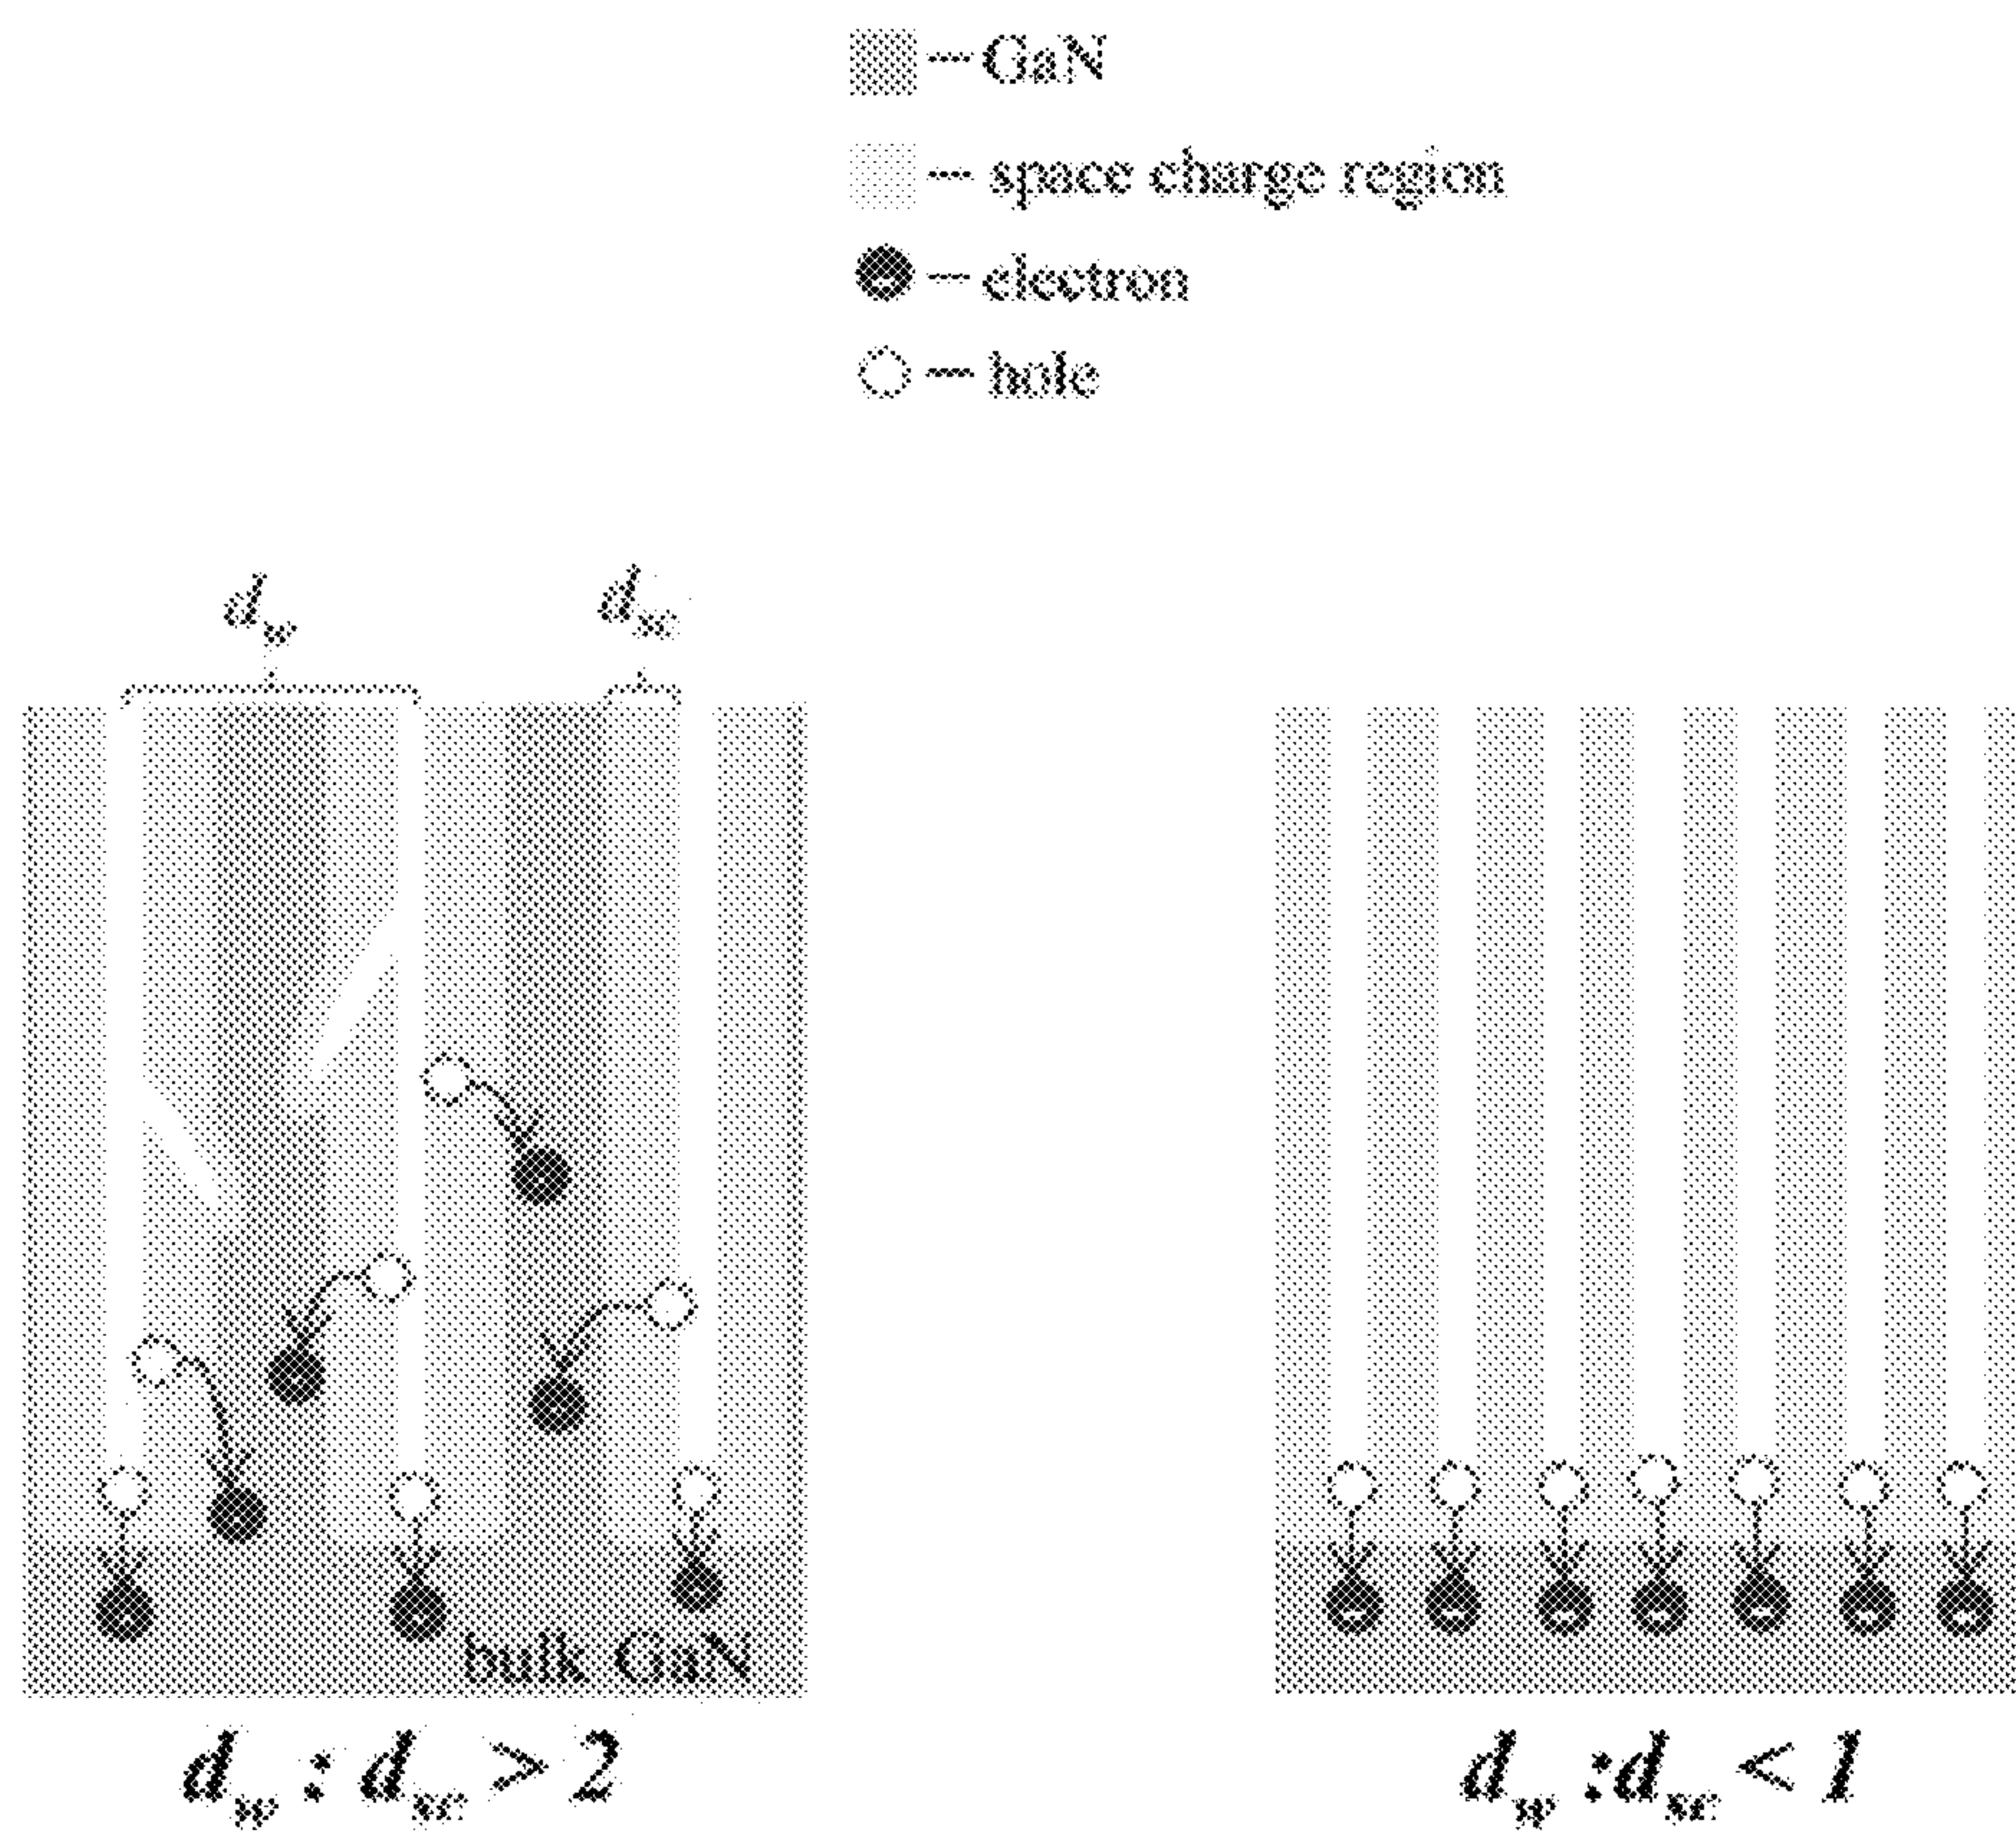 — GaN
— space charge region
— electron
— hole
d_w
d_sc
bulk GaN
d_w : d_sc > 2
d_w :d_sc < 1